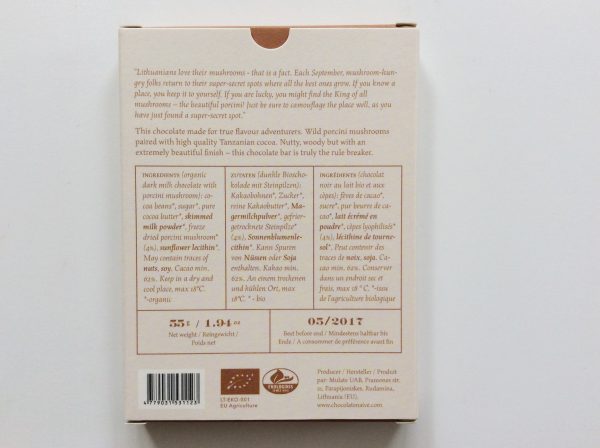 "Lithuanians love their mushrooms - that is a fact. Each September, mushroom-hun-
gry folks return to their super-secret spots where all the best ones grow. If you know a
place, you keep it to yourself. If you are lucky, you might find the King of all
mushrooms – the beautiful porcini! Just be sure to camouflage the place well, as you
have just found a super-secret spot."
This chocolate made for true flavour adventurers. Wild porcini mushrooms
paired with high quality Tanzanian cocoa. Nutty, woody but with an
extremely beautiful finish – this chocolate bar is truly the rule breaker.
INGREDIENTS (organic
dark milk chocolate with
porcini mushroom): co-
coa beans*, sugar*, pure
cocoa butter*, skimmed
milk powder*, freeze
dried porcini mushroom*
(4%), sunflower lecithin*.
May contain traces of
nuts, soy. Cacao min.
62%. Keep in a dry and
cool place, max 18°C.
*-organic
ZUTATEN (dunkle Bioscho-
kolade mit Steinpilzen):
Kakaobohnen*, Zucker*,
reine Kakaobutter*, Ma-
germilchpulver*, gefrier-
getrocknete Steinpilze*
(4%), Sonnenblumenle-
cithin*. Kann Spuren
von Nüssen oder Soja
enthalten. Kakao min.
62%. An einem trockenen
und kühlen Ort, max
18°C. * - bio
INGRÉDIENTS (chocolat
noir au lait bio et aux
cèpes): fèves de cacao*,
sucre*, pur beurre de ca-
cao*, lait écrémé en
poudre*, cèpes lyophilisés*
(4%), lécithine de tourne-
sol*. Peut contenir des
traces de noix, soja. Ca-
cao min. 62%. Conserver
dans un endroit sec et
frais, max 18 °C. *-issu
de l'agriculture biologique
55g / 1.94oz
Net weight / Reingewicht /
Poids net
05/2017
Best before end / Mindestens haltbar bis
Ende / A consommer de préférence avant fin
4 779031 531123
LT-EKO-001
EU Agriculture
EKOLOGINIS
Producer / Hersteller / Produit
par: Mulate UAB, Pramones str.
11, Parapijoniskes, Rudamina,
Lithuania (EU).
www.chocolatenaive.com